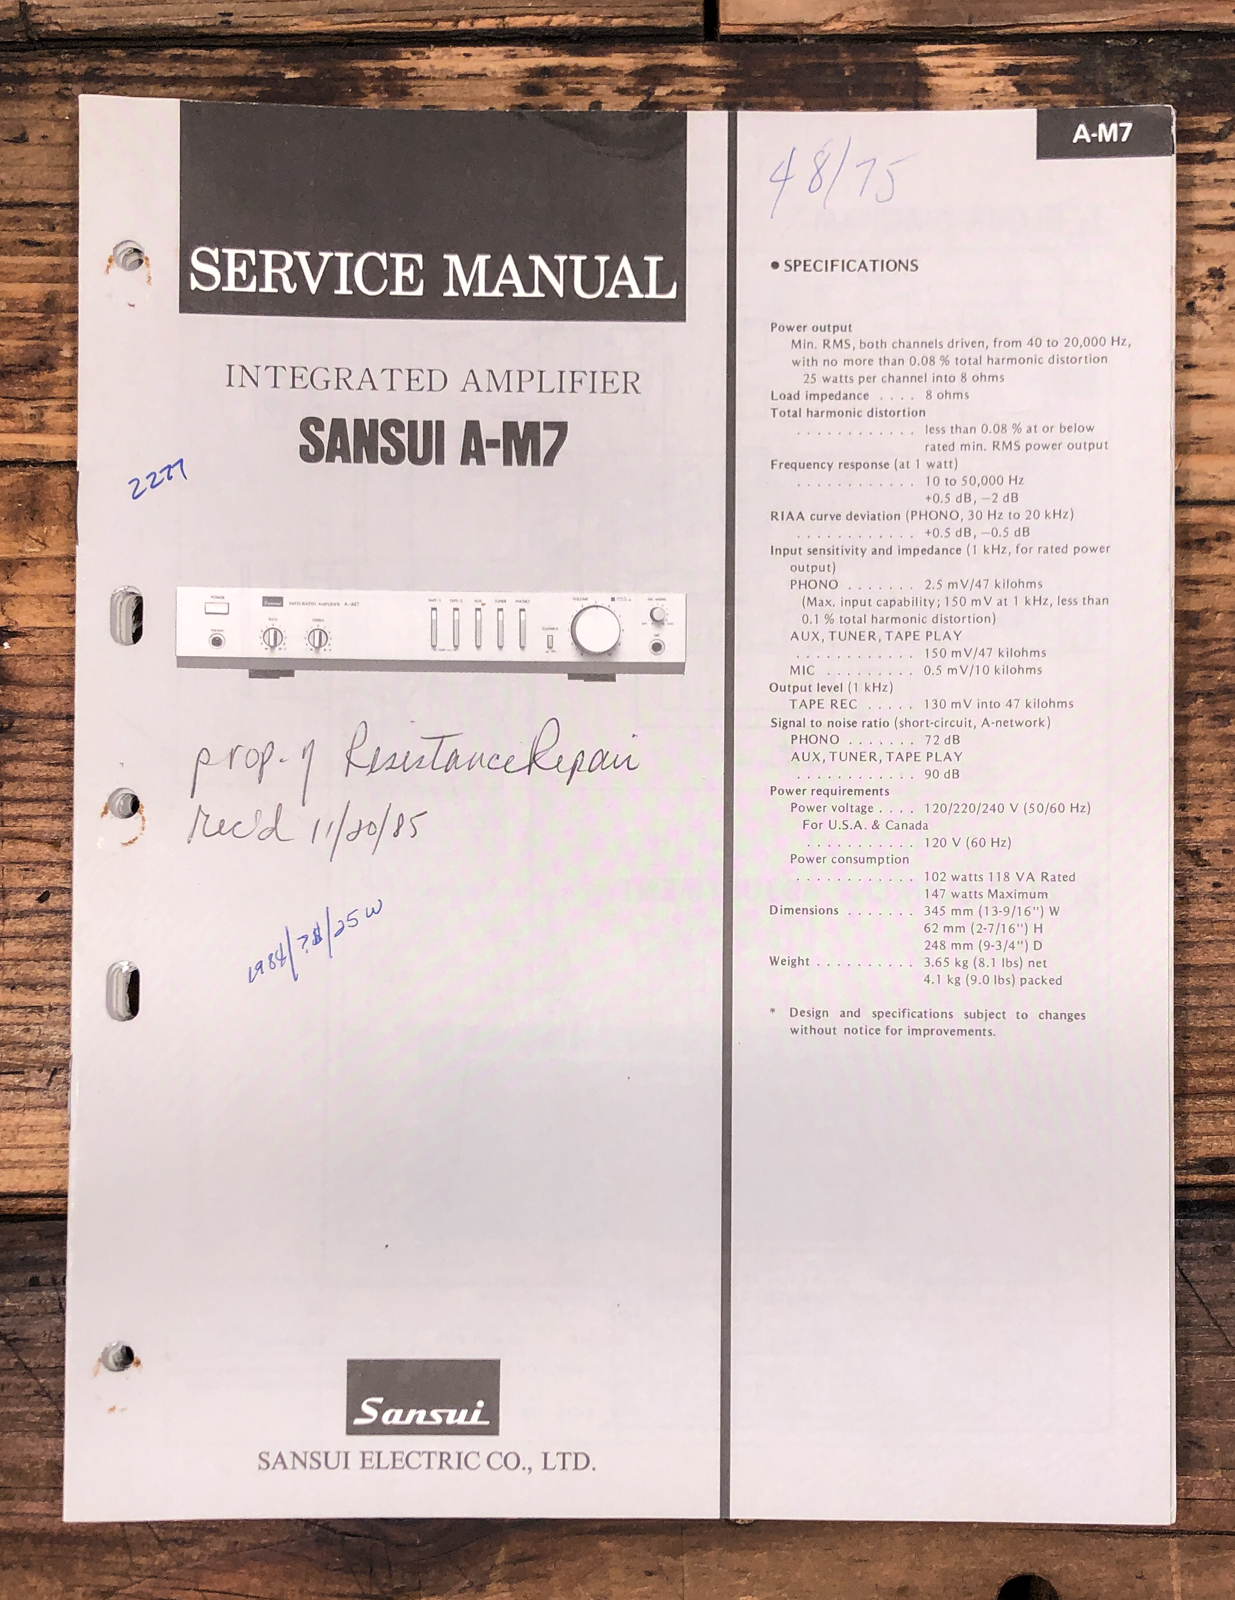 SERVICE MANUAL
INTEGRATED AMPLIFIER
SANSUI A-M7
2277
Sansui INTEGRATED AMPLIFIER A-M7
POWER
VOLUME
prop. of Resistance Repair
rec'd 11/20/85
1984/78/25W
Sansui
SANSUI ELECTRIC CO., LTD.
A-M7
48/75
● SPECIFICATIONS
Power output
Min. RMS, both channels driven, from 40 to 20,000 Hz,
with no more than 0.08 % total harmonic distortion
25 watts per channel into 8 ohms
Load impedance . . . . 8 ohms
Total harmonic distortion
. . . . . . . . . . . . less than 0.08 % at or below
rated min. RMS power output
Frequency response (at 1 watt)
. . . . . . . . . . . . 10 to 50,000 Hz
+0.5 dB, −2 dB
RIAA curve deviation (PHONO, 30 Hz to 20 kHz)
. . . . . . . . . . . . +0.5 dB, −0.5 dB
Input sensitivity and impedance (1 kHz, for rated power
output)
PHONO . . . . . . . 2.5 mV/47 kilohms
(Max. input capability; 150 mV at 1 kHz, less than
0.1 % total harmonic distortion)
AUX, TUNER, TAPE PLAY
. . . . . . . . . . . . 150 mV/47 kilohms
MIC . . . . . . . . . 0.5 mV/10 kilohms
Output level (1 kHz)
TAPE REC . . . . . 130 mV into 47 kilohms
Signal to noise ratio (short-circuit, A-network)
PHONO . . . . . . . 72 dB
AUX, TUNER, TAPE PLAY
. . . . . . . . . . . . 90 dB
Power requirements
Power voltage . . . . 120/220/240 V (50/60 Hz)
For U.S.A. & Canada
. . . . . . . . . . . 120 V (60 Hz)
Power consumption
. . . . . . . . . . . . 102 watts 118 VA Rated
147 watts Maximum
Dimensions . . . . . . . 345 mm (13-9/16") W
62 mm (2-7/16") H
248 mm (9-3/4") D
Weight . . . . . . . . . . 3.65 kg (8.1 lbs) net
4.1 kg (9.0 lbs) packed
* Design and specifications subject to changes
without notice for improvements.